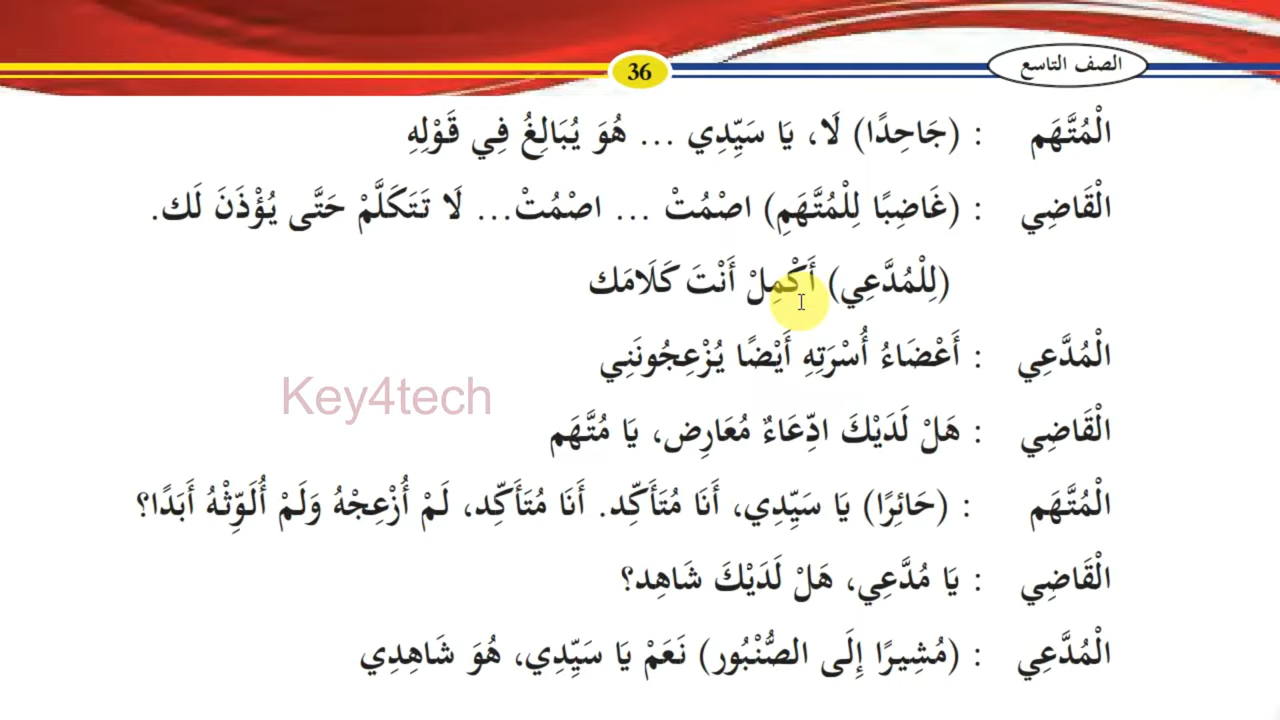 الصف التاسع
36
الْمُتَّهَم : (جَاحِدًا) لَا، يَا سَيِّدِي ... هُوَ يُبَالِغُ فِي قَوْلِهِ
الْقَاضِي : (غَاضِبًا لِلْمُتَّهَمِ) اصْمُتْ ... اصْمُتْ... لَا تَتَكَلَّمْ حَتَّى يُؤْذَنَ لَك.
(لِلْمُدَّعِي) أَكْمِلْ أَنْتَ كَلَامَك
الْمُدَّعِي : أَعْضَاءُ أُسْرَتِهِ أَيْضًا يُزْعِجُونَنِي
Key4tech
الْقَاضِي : هَلْ لَدَيْكَ ادِّعَاءٌ مُعَارِض، يَا مُتَّهَم
الْمُتَّهَم : (حَائِرًا) يَا سَيِّدِي، أَنَا مُتَأَكِّد. أَنَا مُتَأَكِّد، لَمْ أُزْعِجْهُ وَلَمْ أُلَوِّثْهُ أَبَدًا؟
الْقَاضِي : يَا مُدَّعِي، هَلْ لَدَيْكَ شَاهِد؟
الْمُدَّعِي : (مُشِيرًا إِلَى الصُّنْبُور) نَعَمْ يَا سَيِّدِي، هُوَ شَاهِدِي